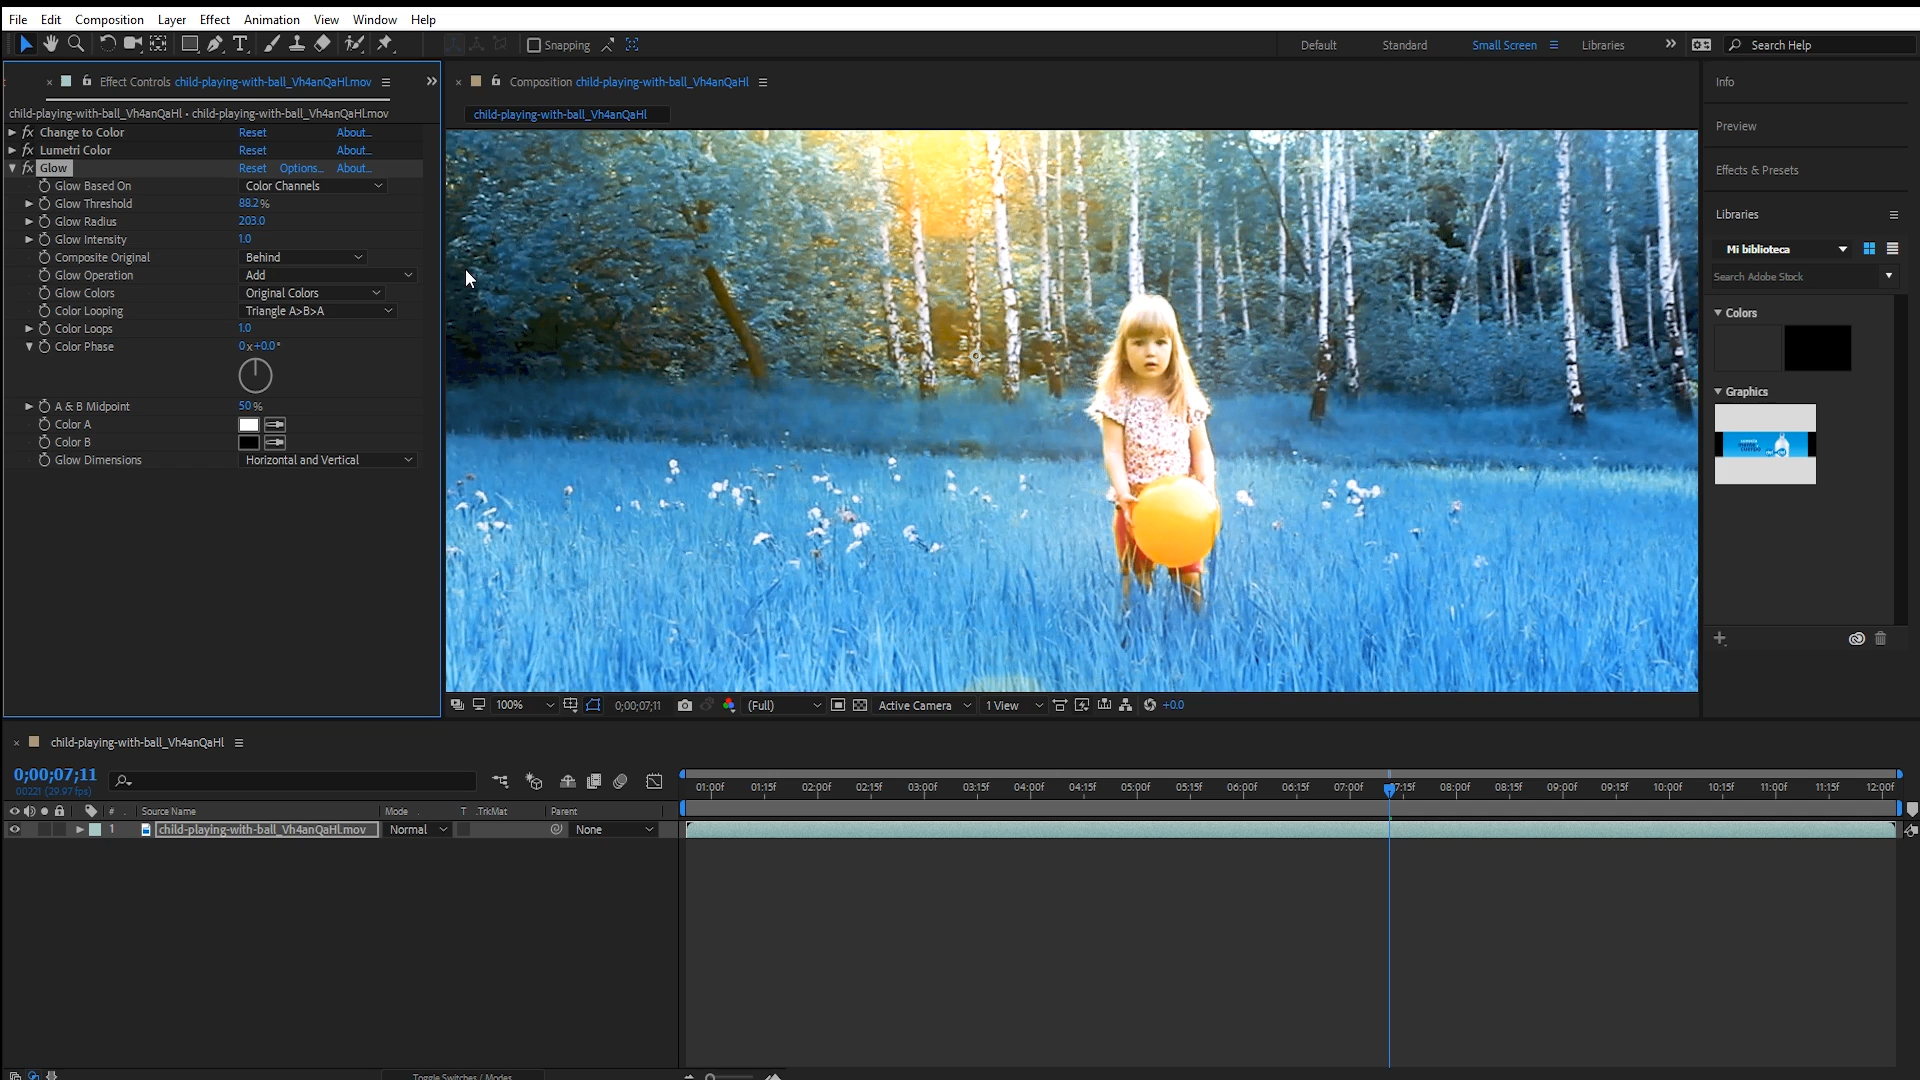 File Edit Composition Layer Effect Animation View Window Help
Snapping Default Standard Small Screen Libraries Search Help
Effect Controls child-playing-with-ball_Vh4anQaHl.mov
Composition child-playing-with-ball_Vh4anQaHl
child-playing-with-ball_Vh4anQaHl • child-playing-with-ball_Vh4anQaHl.mov
child-playing-with-ball_Vh4anQaHl
fx Change to Color Reset About...
fx Lumetri Color Reset About...
fx Glow Reset Options... About...
Glow Based On Color Channels
Glow Threshold 88.2%
Glow Radius 203.0
Glow Intensity 1.0
Composite Original Behind
Glow Operation Add
Glow Colors Original Colors
Color Looping Triangle A>B>A
Color Loops 1.0
Color Phase 0x+0.0°
A & B Midpoint 50%
Color A
Color B
Glow Dimensions Horizontal and Vertical
100% 0;00;07;11 (Full) Active Camera 1 View +0.0
Info
Preview
Effects & Presets
Libraries
Mi biblioteca
Search Adobe Stock
Colors
Graphics
child-playing-with-ball_Vh4anQaHl
0;00;07;11
00221 (29.97 fps)
01:00f 01:15f 02:00f 02:15f 03:00f 03:15f 04:00f 04:15f 05:00f 05:15f 06:00f 06:15f 07:00f 07:15f 08:00f 08:15f 09:00f 09:15f 10:00f 10:15f 11:00f 11:15f 12:00f
# Source Name Mode T .TrkMat Parent
1 child-playing-with-ball_Vh4anQaHl.mov Normal None
Toggle Switches / Modes